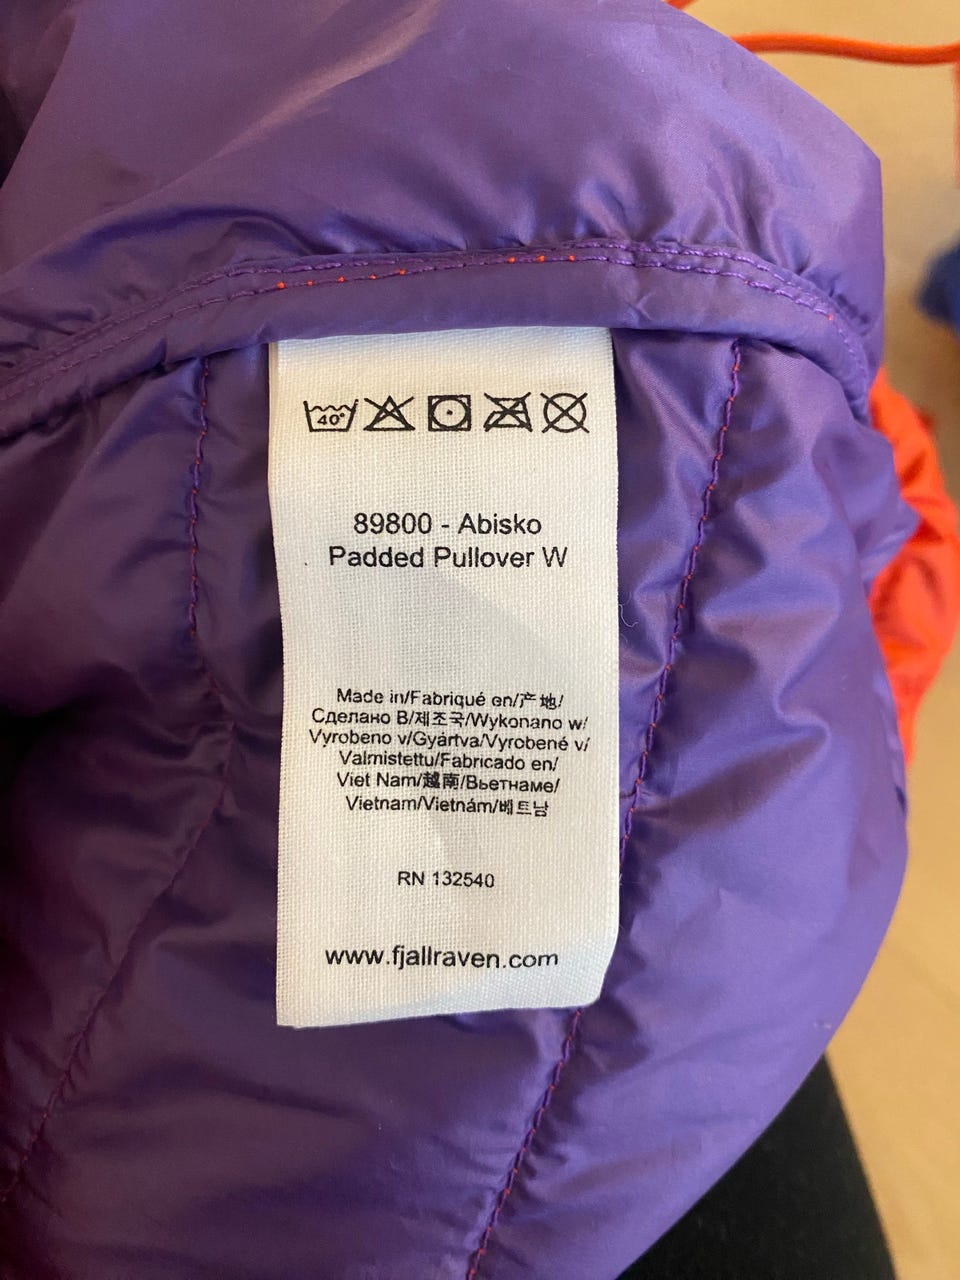 40°
89800 - Abisko
Padded Pullover W
Made in/Fabriqué en/产地/
Сделано В/제조국/Wykonano w/
Vyrobeno v/Gyártva/Vyrobené v/
Valmistettu/Fabricado en/
Viet Nam/越南/Вьетнаме/
Vietnam/Vietnám/베트남
RN 132540
www.fjallraven.com